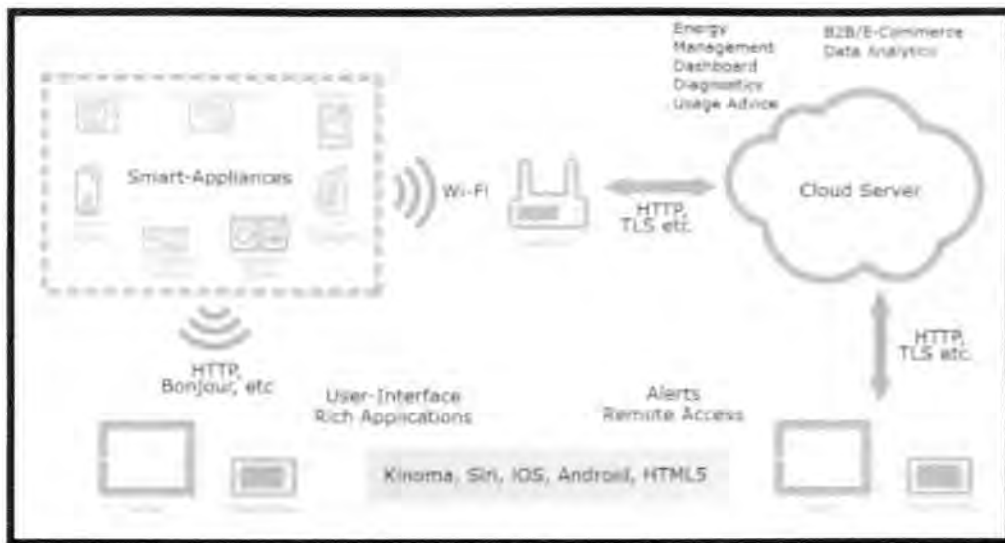 Energy
Management
Dashboard
Diagnostics
Usage Advice
B2B/E-Commerce
Data Analytics
Smart-Appliances
Wi-Fi
HTTP,
TLS etc.
Cloud Server
HTTP,
TLS etc.
HTTP,
Bonjour, etc
User-Interface
Rich Applications
Alerts
Remote Access
Kinoma, Siri, iOS, Android, HTML5